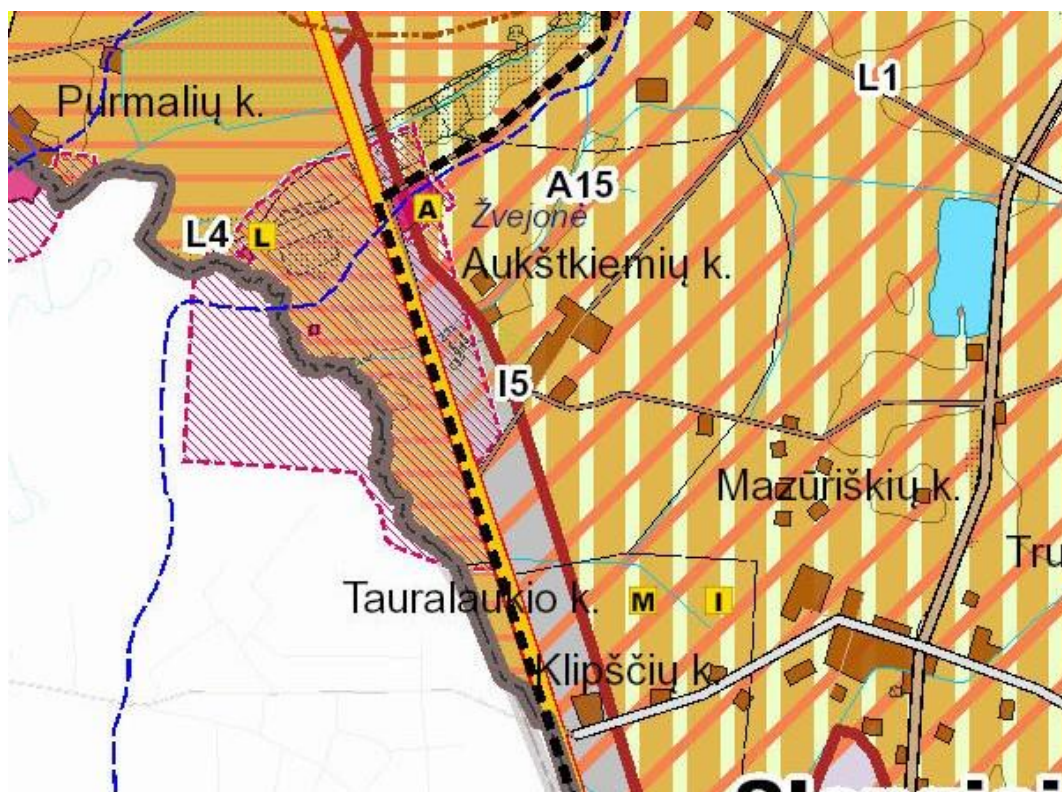 L1
Purmalių k.
A15
A
Žvejonė
L4
L
Aukštkiemių k.
I5
Mazūriškių k.
Tru
Tauralaukio k.
M
I
Klipščių k.